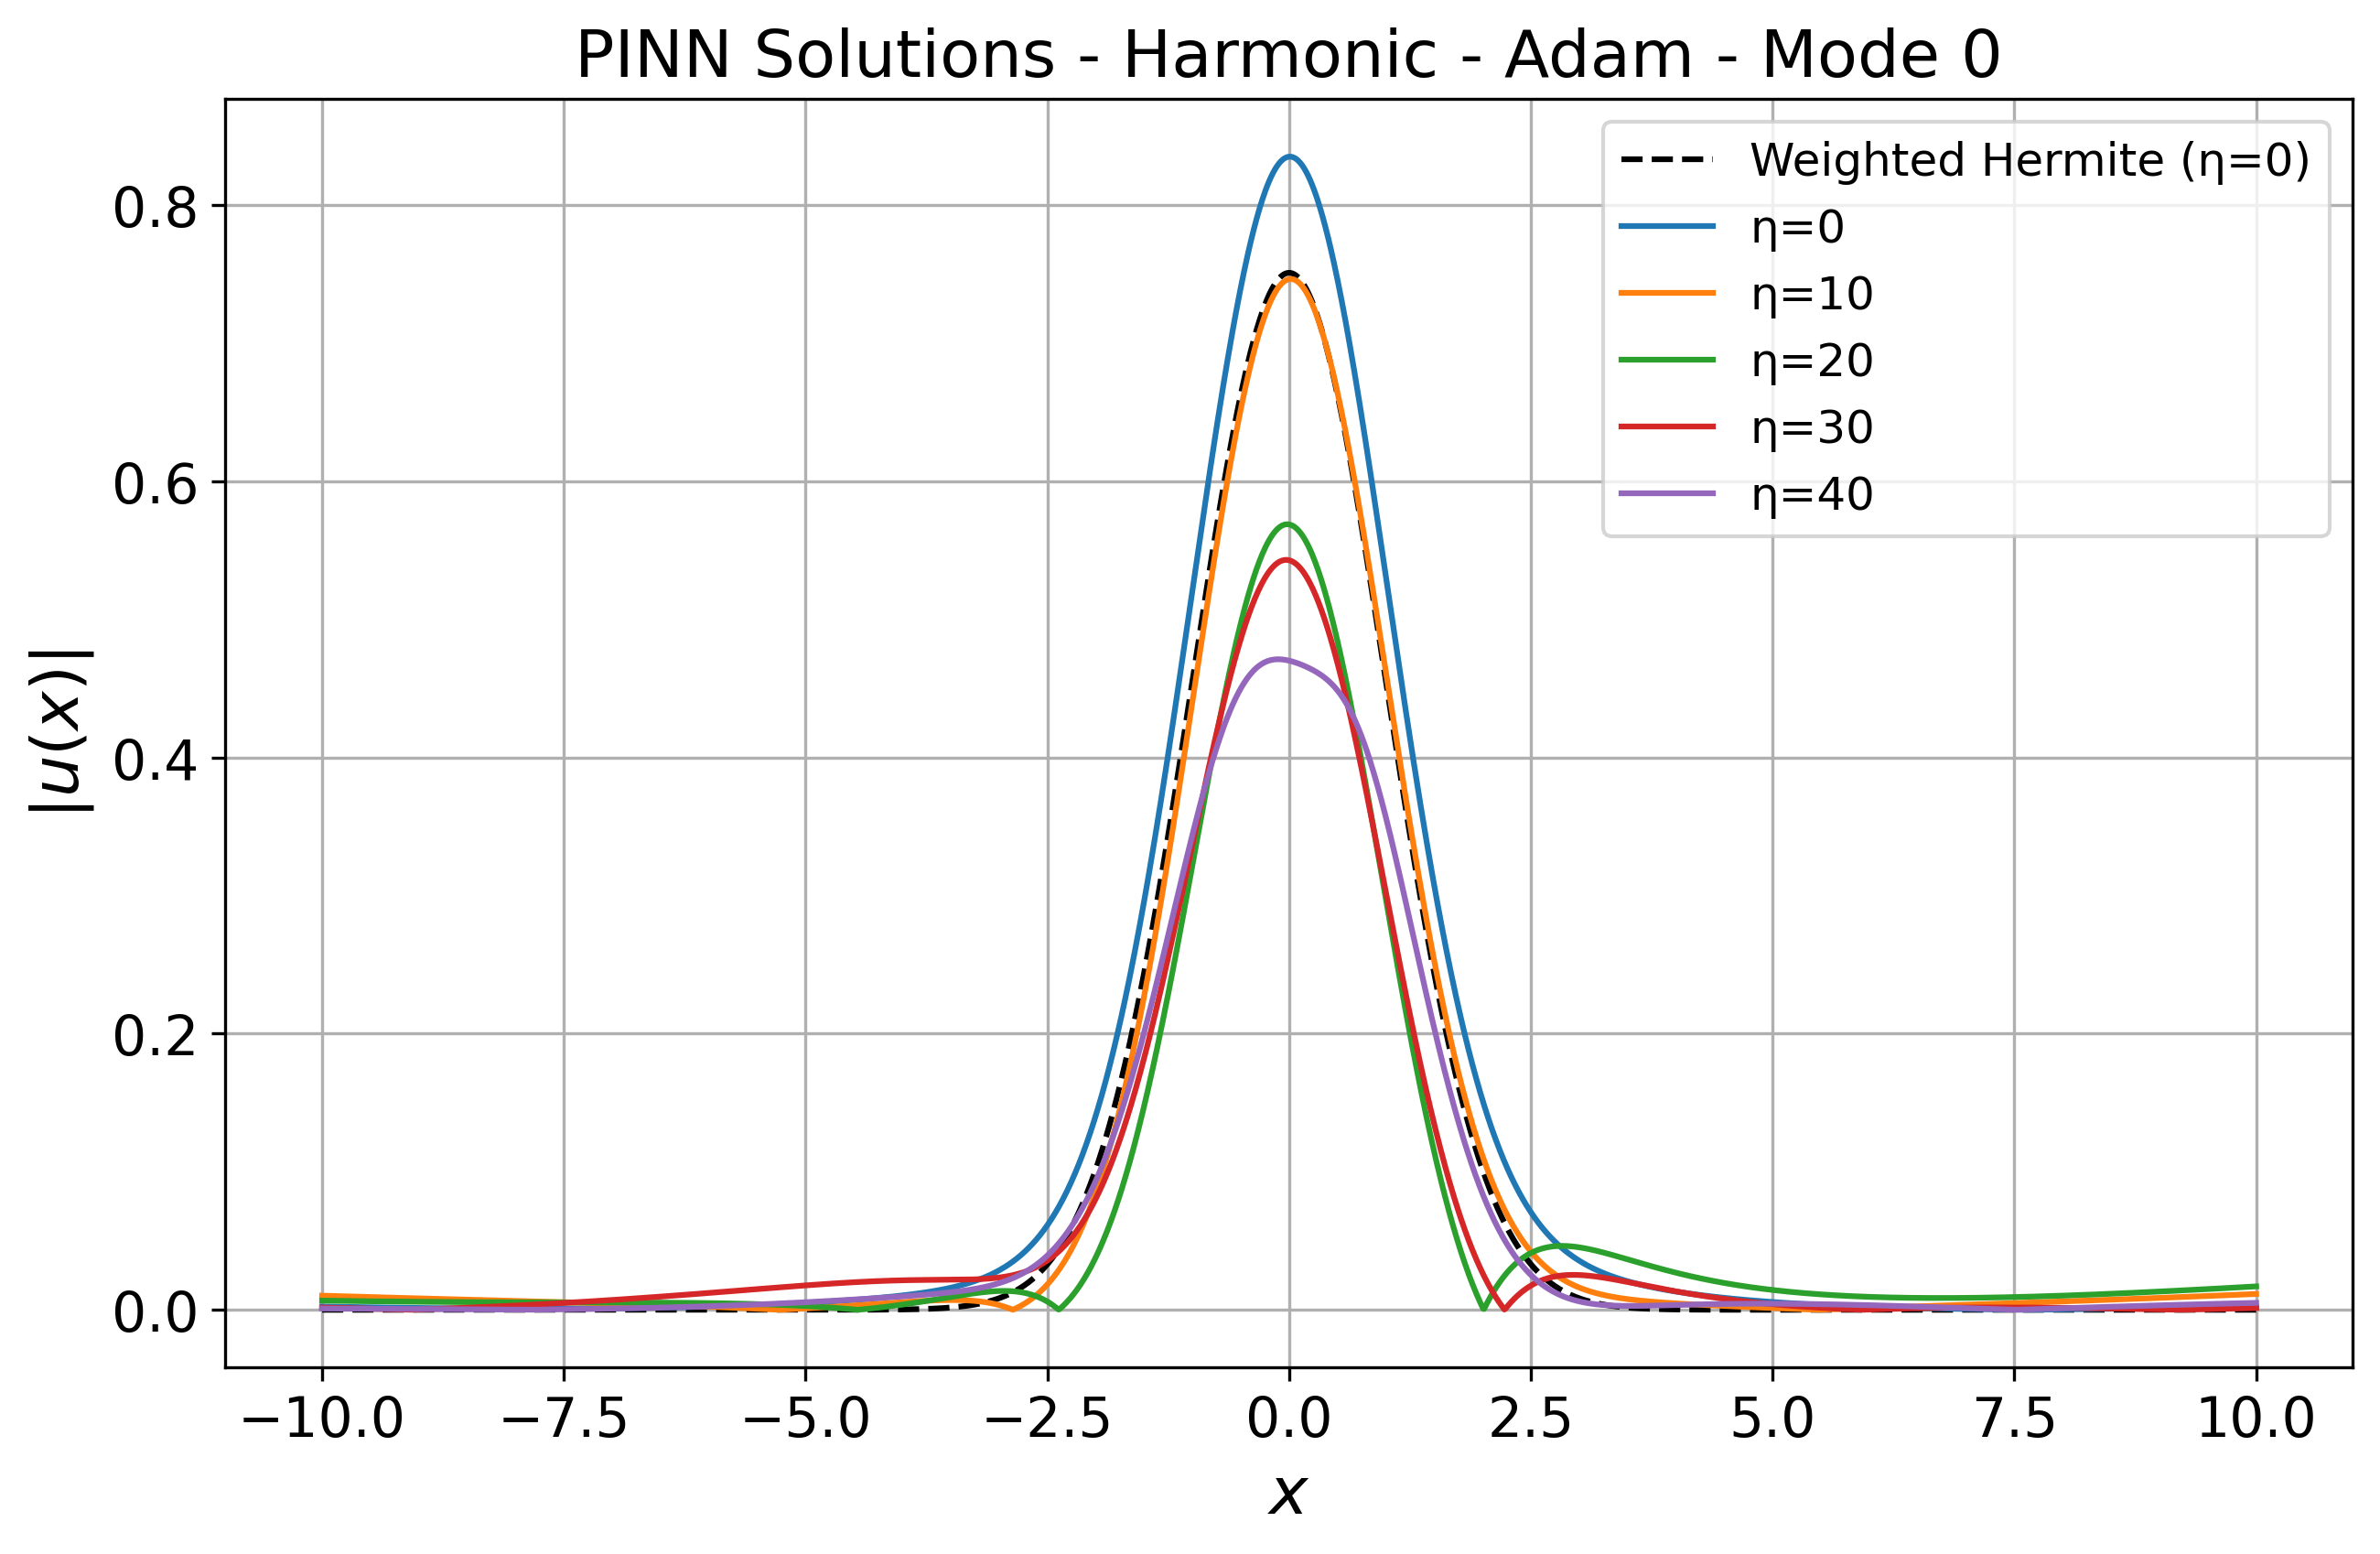 PINN Solutions - Harmonic - Adam - Mode 0
|u(x)|
0.8
0.6
0.4
0.2
0.0
Weighted Hermite (η=0)
η=0
η=10
η=20
η=30
η=40
−10.0 −7.5 −5.0 −2.5 0.0 2.5 5.0 7.5 10.0
x